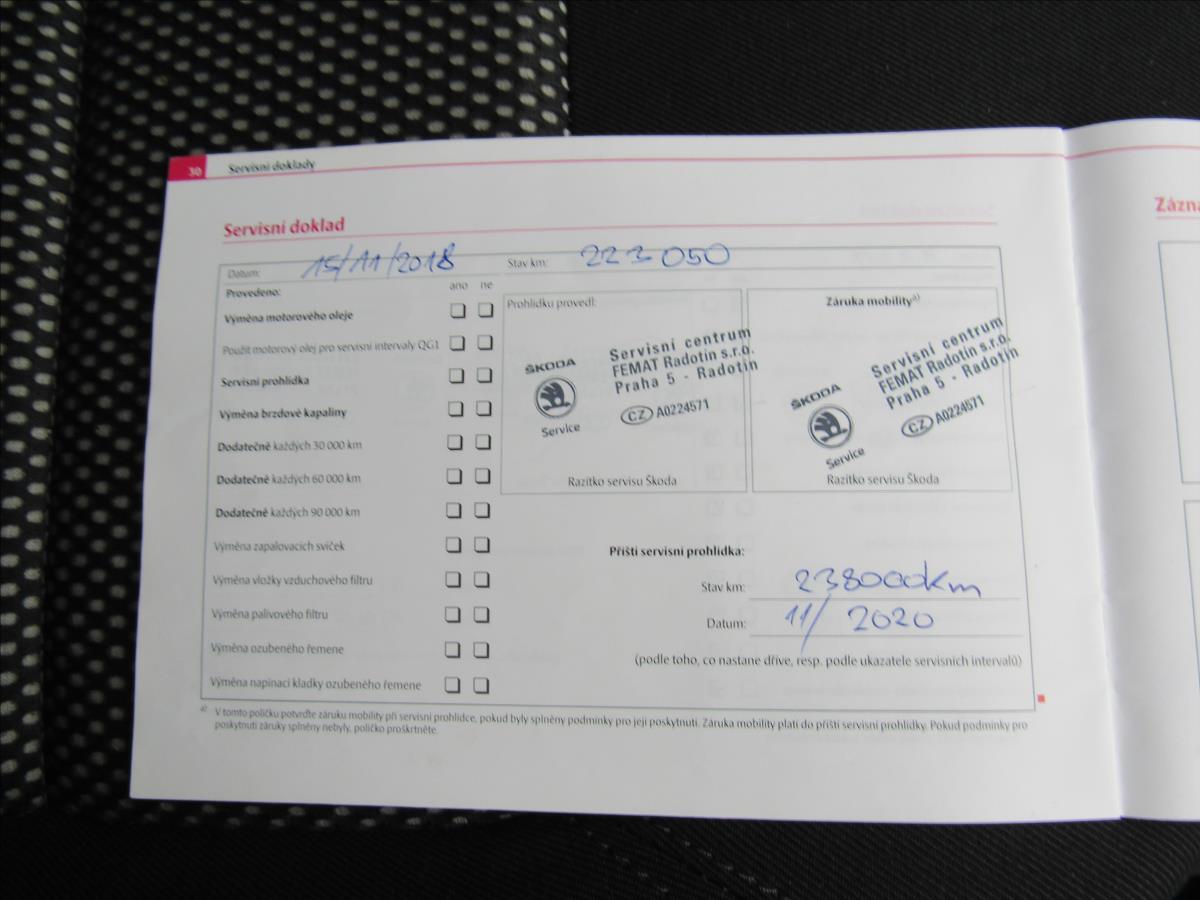 30 Servisní doklady
Servisní doklad
Datum: 15/11/2018 Stav km: 223 050
Provedeno: ano ne
Výměna motorového oleje
Použit motorový olej pro servisní intervaly QG1
Servisní prohlídka
Výměna brzdové kapaliny
Dodatečně každých 30 000 km
Dodatečně každých 60 000 km
Dodatečně každých 90 000 km
Výměna zapalovacích svíček
Výměna vložky vzduchového filtru
Výměna palivového filtru
Výměna ozubeného řemene
Výměna napínací kladky ozubeného řemene
Prohlídku provedl:
ŠKODA
Service
Servisní centrum
FEMAT Radotín s.r.o.
Praha 5 - Radotín
CZ A0224571
Razítko servisu Škoda
Záruka mobility a)
ŠKODA
Service
Servisní centrum
FEMAT Radotín s.r.o.
Praha 5 - Radotín
CZ A0224571
Razítko servisu Škoda
Příští servisní prohlídka:
Stav km: 238000km
Datum: 11/2020
(podle toho, co nastane dříve, resp. podle ukazatele servisních intervalů)
a) V tomto políčku potvrďte záruku mobility při servisní prohlídce, pokud byly splněny podmínky pro její poskytnutí. Záruka mobility platí do příští servisní prohlídky. Pokud podmínky pro
poskytnutí záruky splněny nebyly, políčko proškrtněte.